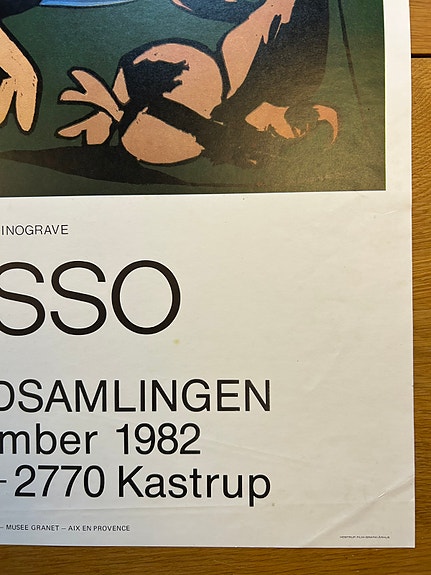 INOGRAVE
SSO
DSAMLINGEN
mber 1982
- 2770 Kastrup
– MUSEE GRANET – AIX EN PROVENCE